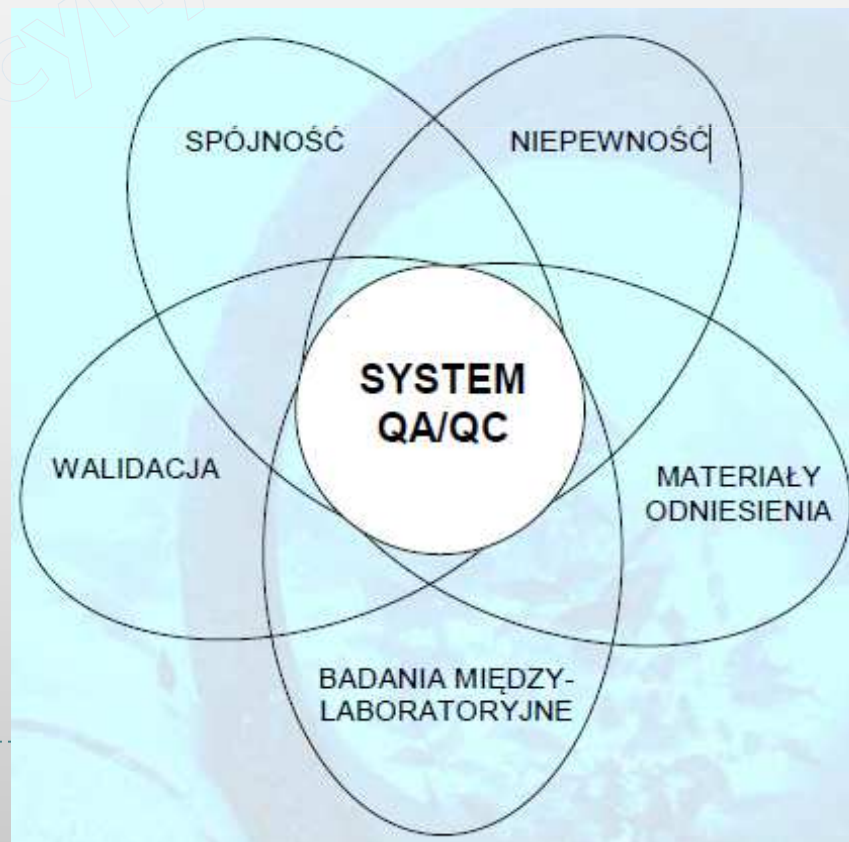 SPÓJNOŚĆ
NIEPEWNOŚĆ
SYSTEM
QA/QC
WALIDACJA
MATERIAŁY
ODNIESIENIA
BADANIA MIĘDZY-
LABORATORYJNE